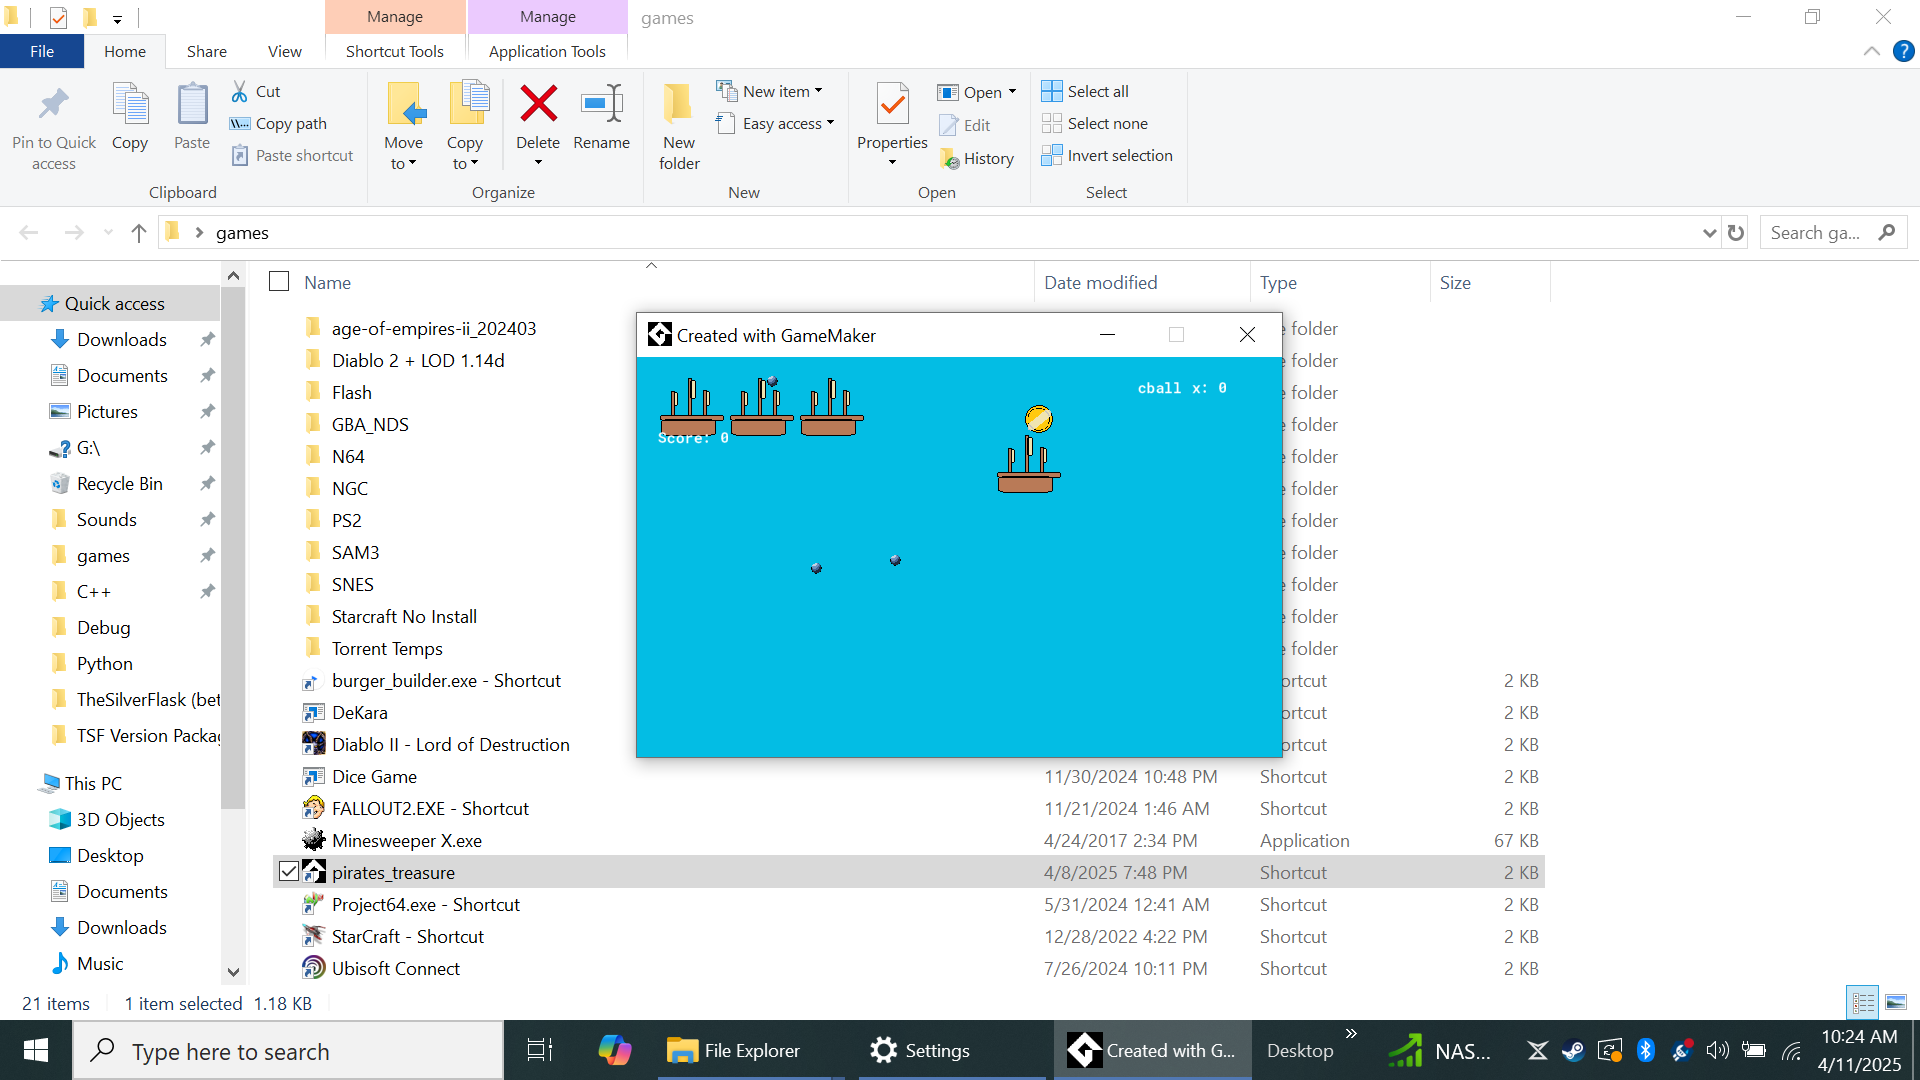 Manage
Manage
games
File
Home
Share
View
Shortcut Tools
Application Tools
?
Pin to Quick access
Copy
Paste
Cut
Copy path
Paste shortcut
Clipboard
Move to
Copy to
Delete
Rename
Organize
New folder
New item
Easy access
New
Properties
Open
Edit
History
Open
Select all
Select none
Invert selection
Select
games
Search ga...
Name
Date modified
Type
Size
Quick access
Downloads
Documents
Pictures
G:\
Recycle Bin
Sounds
games
C++
Debug
Python
TheSilverFlask (bet
TSF Version Packag
This PC
3D Objects
Desktop
Documents
Downloads
Music
age-of-empires-ii_202403
e folder
Diablo 2 + LOD 1.14d
e folder
Flash
e folder
GBA_NDS
e folder
N64
e folder
NGC
e folder
PS2
e folder
SAM3
e folder
SNES
e folder
Starcraft No Install
e folder
Torrent Temps
e folder
burger_builder.exe - Shortcut
ortcut
2 KB
DeKara
ortcut
2 KB
Diablo II - Lord of Destruction
ortcut
2 KB
Dice Game
11/30/2024 10:48 PM
Shortcut
2 KB
FALLOUT2.EXE - Shortcut
11/21/2024 1:46 AM
Shortcut
2 KB
Minesweeper X.exe
4/24/2017 2:34 PM
Application
67 KB
pirates_treasure
4/8/2025 7:48 PM
Shortcut
2 KB
Project64.exe - Shortcut
5/31/2024 12:41 AM
Shortcut
2 KB
StarCraft - Shortcut
12/28/2022 4:22 PM
Shortcut
2 KB
Ubisoft Connect
7/26/2024 10:11 PM
Shortcut
2 KB
Created with GameMaker
cball x: 0
Score: 0
21 items
1 item selected 1.18 KB
Type here to search
File Explorer
Settings
Created with G...
Desktop
NAS...
10:24 AM
4/11/2025